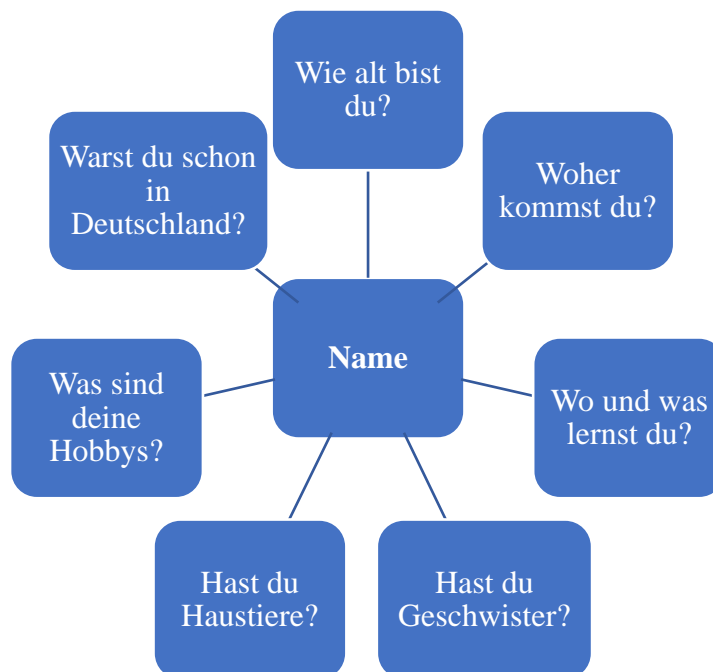 Wie alt bist
du?
Woher
kommst du?
Wo und was
lernst du?
Hast du
Geschwister?
Hast du
Haustiere?
Was sind
deine
Hobbys?
Warst du schon
in
Deutschland?
Name